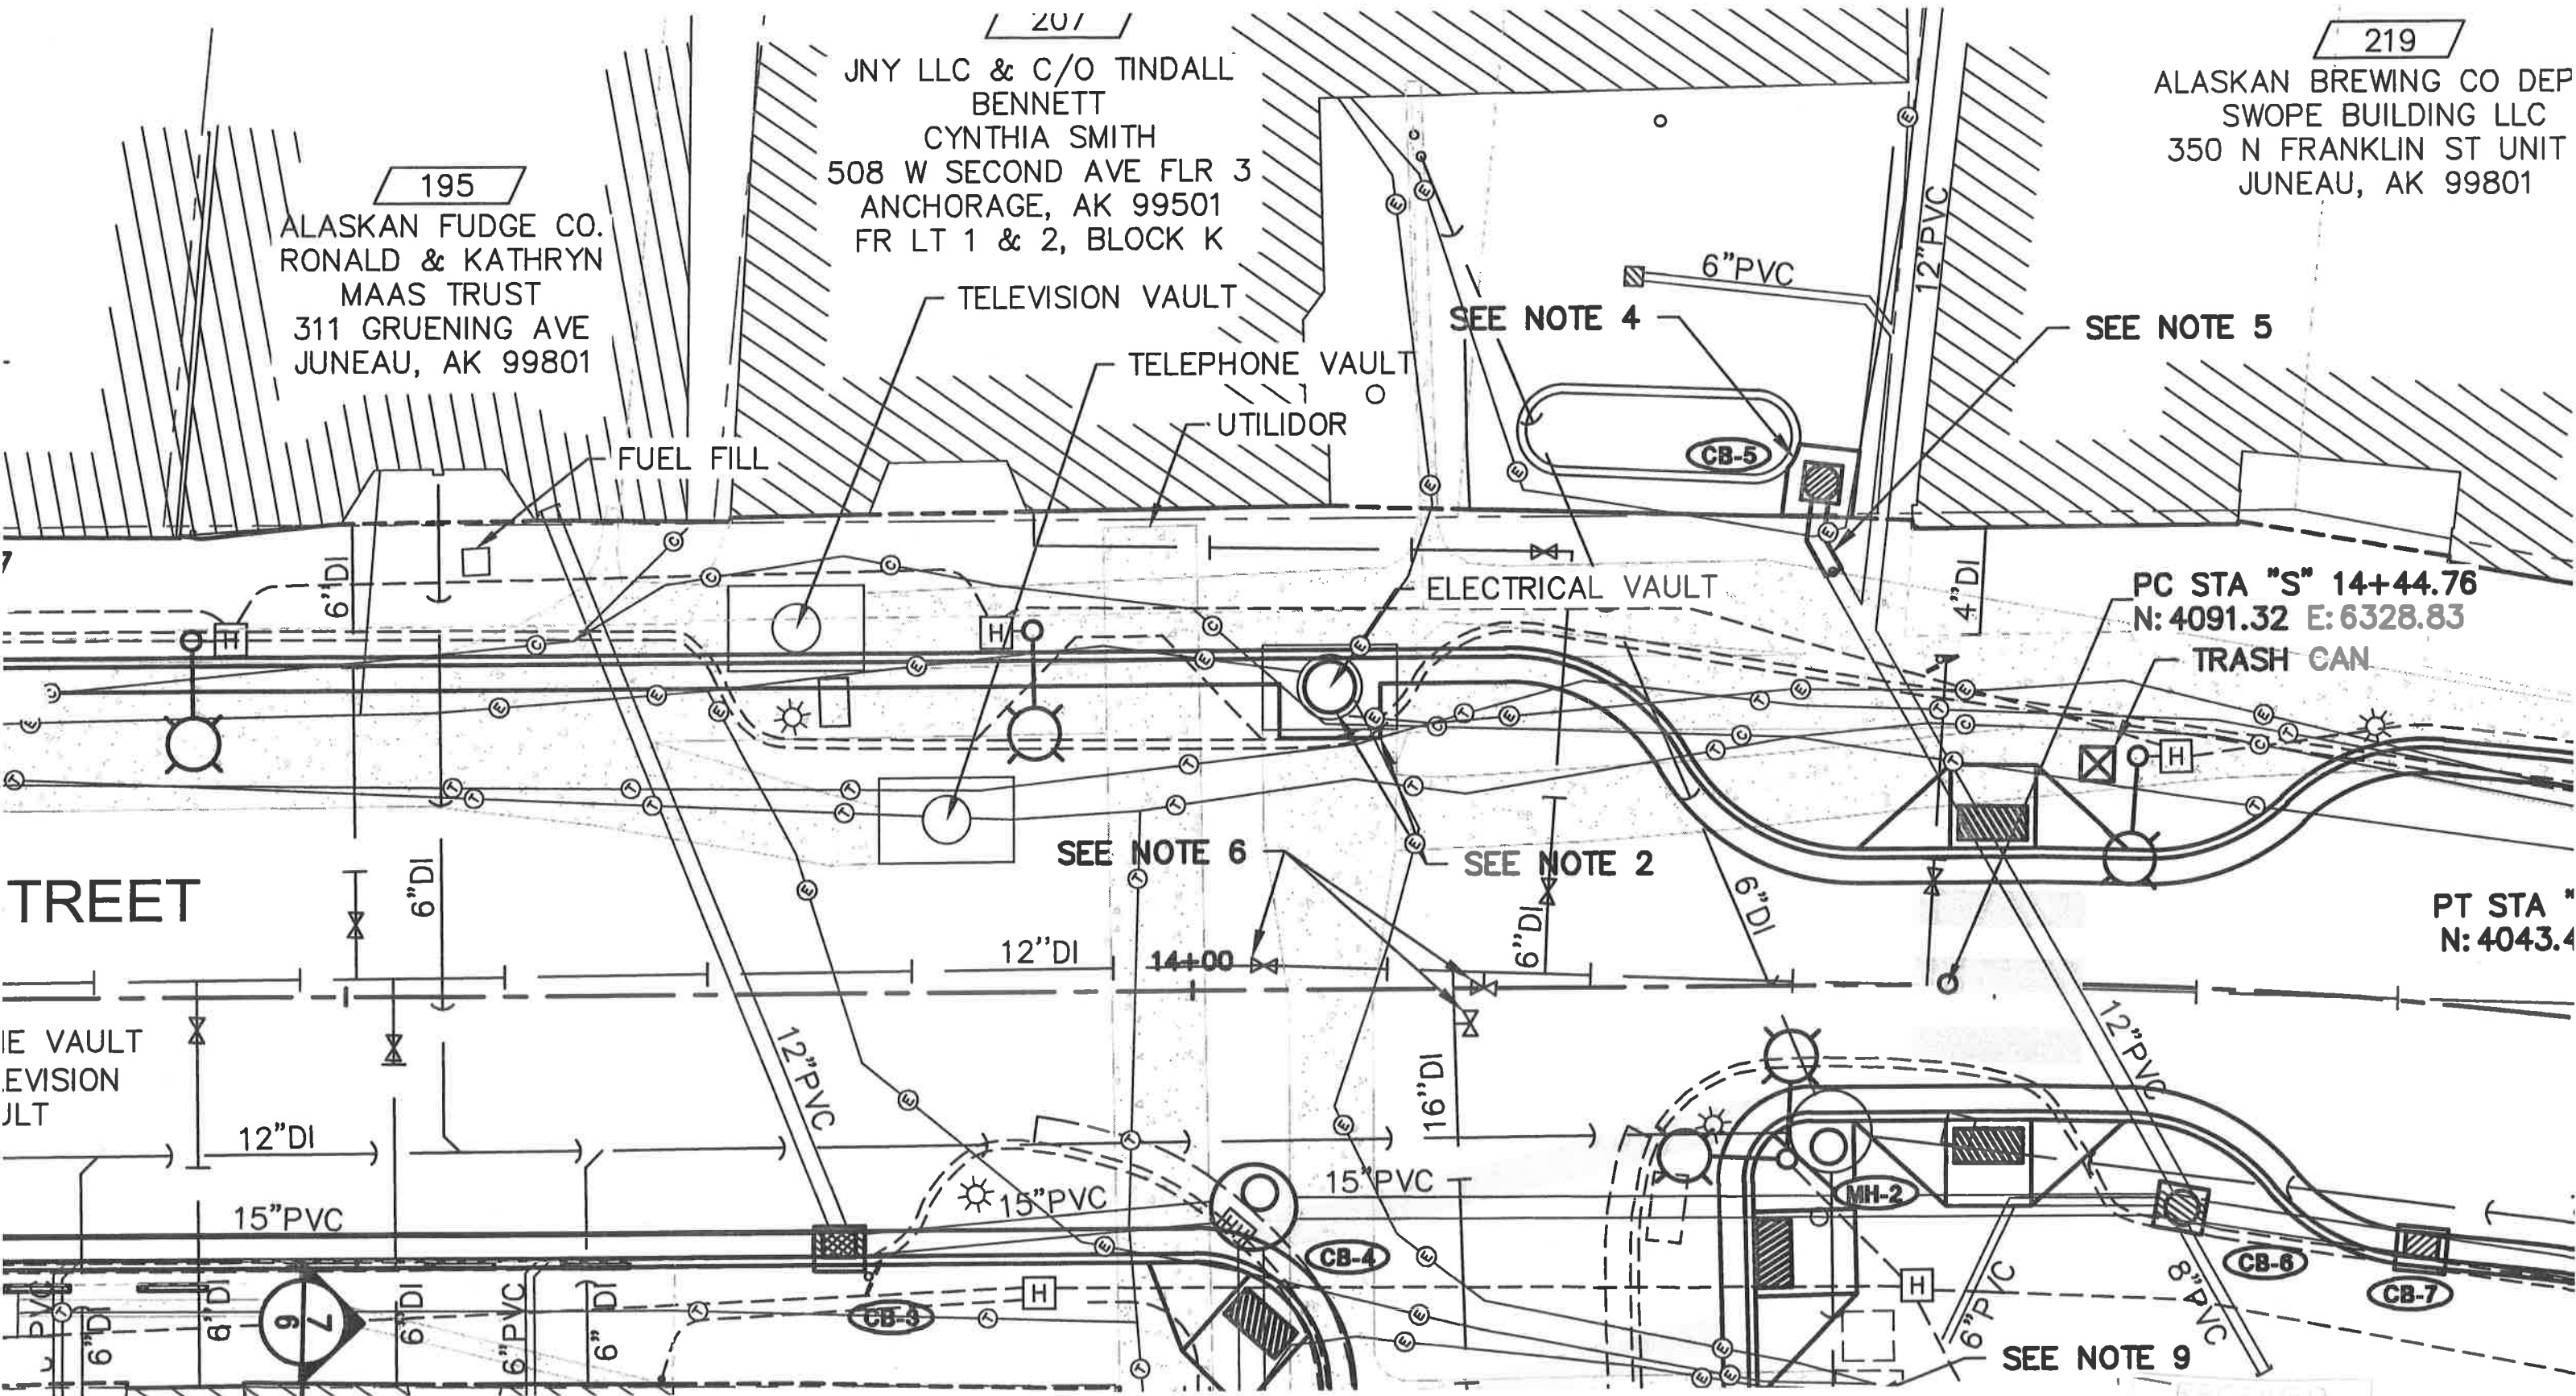 207
JNY LLC & C/O TINDALL
BENNETT
CYNTHIA SMITH
508 W SECOND AVE FLR 3
ANCHORAGE, AK 99501
FR LT 1 & 2, BLOCK K
219
ALASKAN BREWING CO DEP
SWOPE BUILDING LLC
350 N FRANKLIN ST UNIT
JUNEAU, AK 99801
195
ALASKAN FUDGE CO.
RONALD & KATHRYN
MAAS TRUST
311 GRUENING AVE
JUNEAU, AK 99801
TELEVISION VAULT
TELEPHONE VAULT
UTILIDOR
FUEL FILL
6"PVC
12"PVC
SEE NOTE 4
SEE NOTE 5
CB-5
7
6"DI
ELECTRICAL VAULT
4"DI
PC STA "S" 14+44.76
N: 4091.32 E: 6328.83
TRASH CAN
H
H
H
SEE NOTE 6
SEE NOTE 2
TREET
6"DI
12"DI
14+00
6"DI
6"DI
PT STA "
N: 4043.4
IE VAULT
EVISION
ULT
12"DI
12"PVC
16"DI
12"PVC
15"PVC
15"PVC
15"PVC
MH-2
CB-4
CB-6
CB-7
CB-3
H
H
PVC
6"DI
6"DI
7
6
6"DI
6"PVC
6"DI
6"PVC
8"PVC
SEE NOTE 9